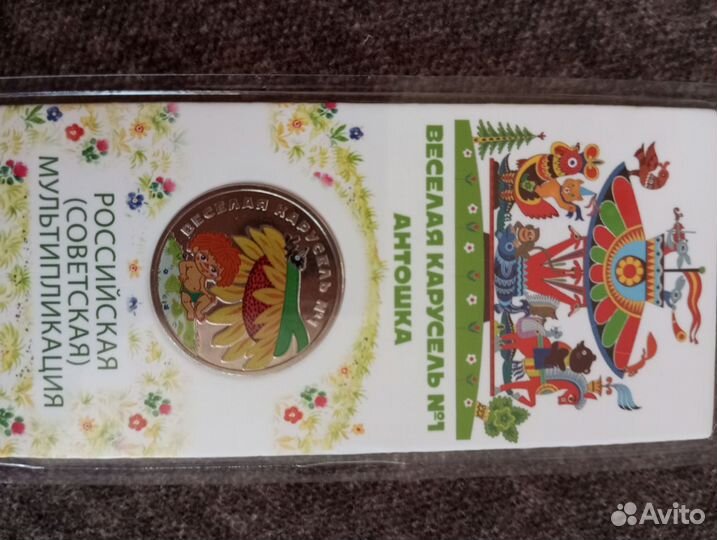 ВЕСЕЛАЯ КАРУСЕЛЬ №1
АНТОШКА
ВЕСЕЛАЯ КАРУСЕЛЬ №1
РОССИЙСКАЯ
(СОВЕТСКАЯ)
МУЛЬТИПЛИКАЦИЯ
Avito